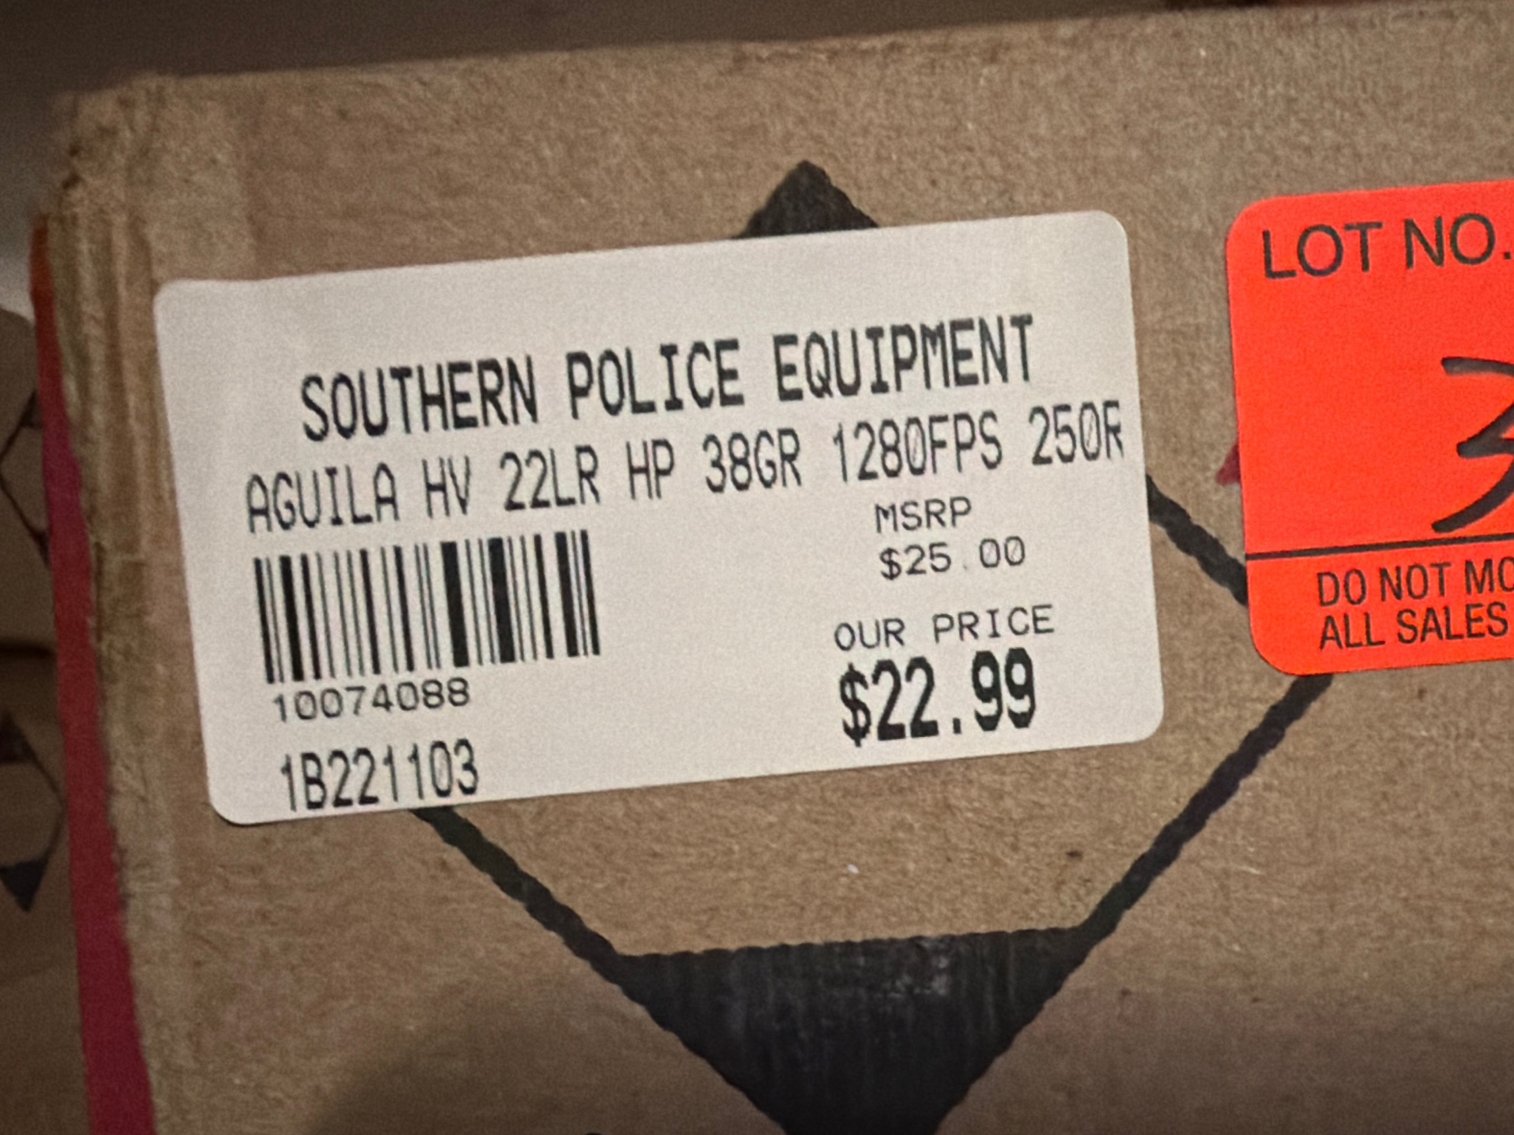 SOUTHERN POLICE EQUIPMENT
AGUILA HV 22LR HP 38GR 1280FPS 250R
MSRP
$25.00
OUR PRICE
$22.99
10074088
1B221103
LOT NO.
3
DO NOT MO
ALL SALES